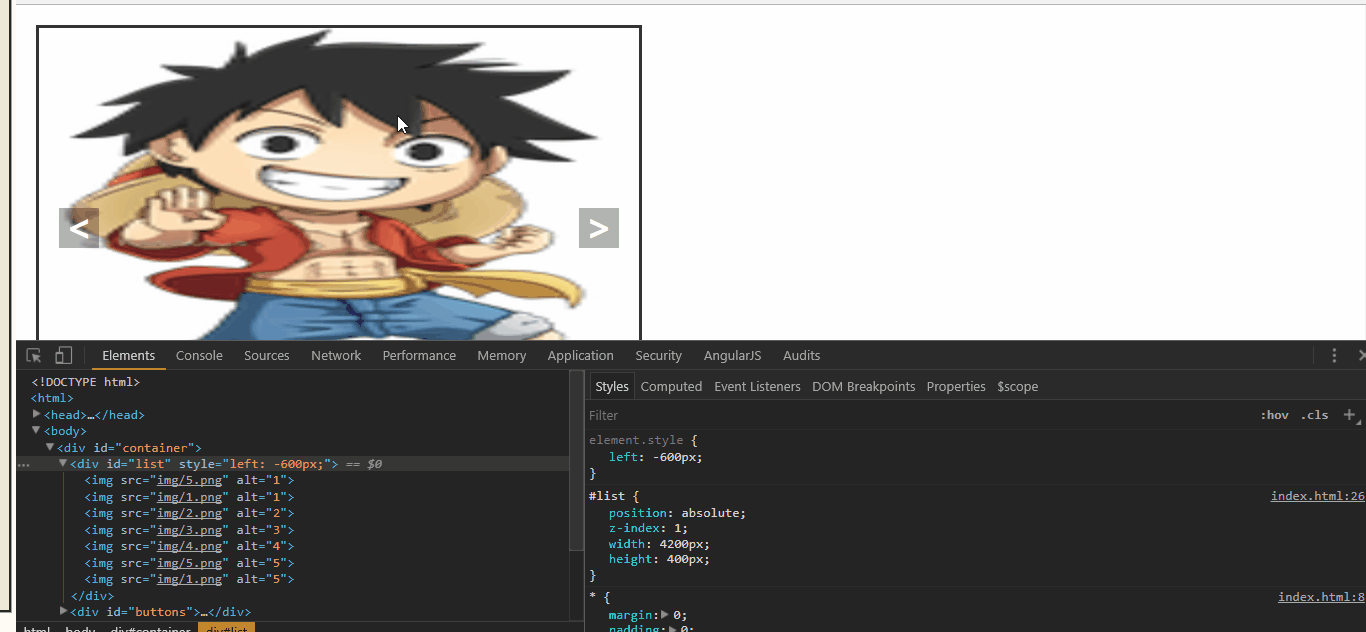 < >
Elements Console Sources Network Performance Memory Application Security AngularJS Audits
<!DOCTYPE html>
<html>
<head>…</head>
<body>
<div id="container">
<div id="list" style="left: -600px;"> == $0
<img src="img/5.png" alt="1">
<img src="img/1.png" alt="1">
<img src="img/2.png" alt="2">
<img src="img/3.png" alt="3">
<img src="img/4.png" alt="4">
<img src="img/5.png" alt="5">
<img src="img/1.png" alt="5">
</div>
<div id="buttons">…</div>
html body div#container div#list
Styles Computed Event Listeners DOM Breakpoints Properties $scope
Filter :hov .cls +
element.style {
left: -600px;
}
#list { index.html:26
position: absolute;
z-index: 1;
width: 4200px;
height: 400px;
}
* { index.html:8
margin: 0;
padding: 0;